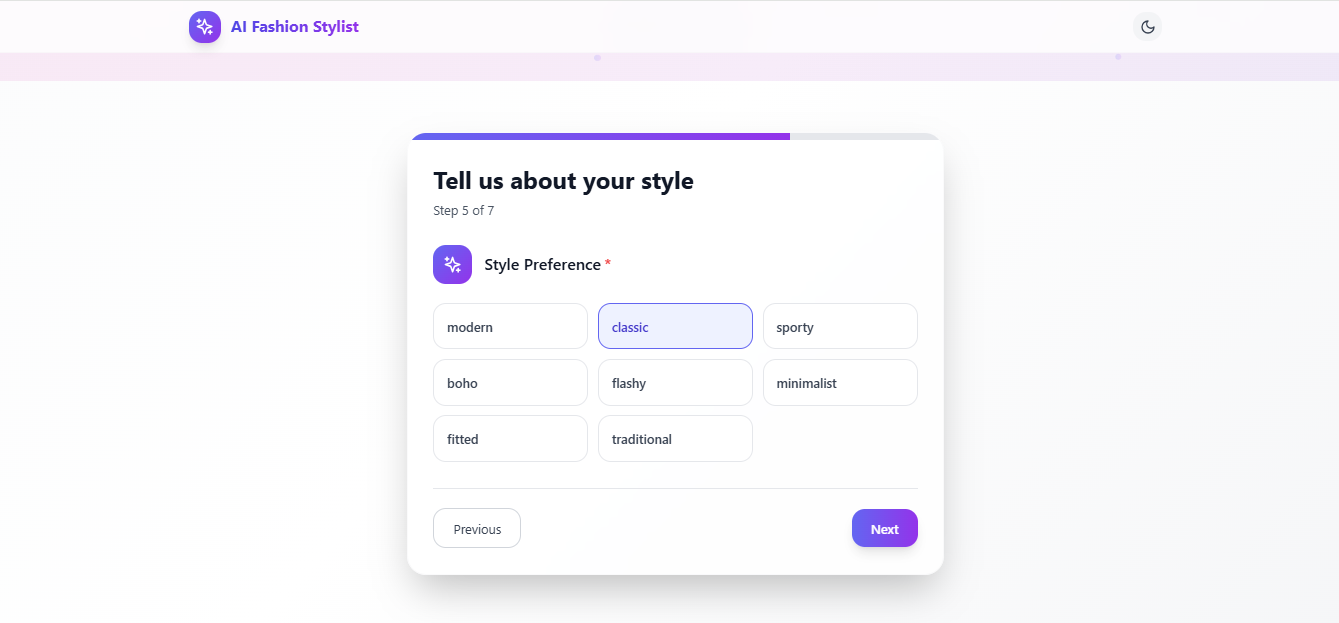 AI Fashion Stylist
Tell us about your style
Step 5 of 7
Style Preference *
modern
classic
sporty
boho
flashy
minimalist
fitted
traditional
Previous
Next